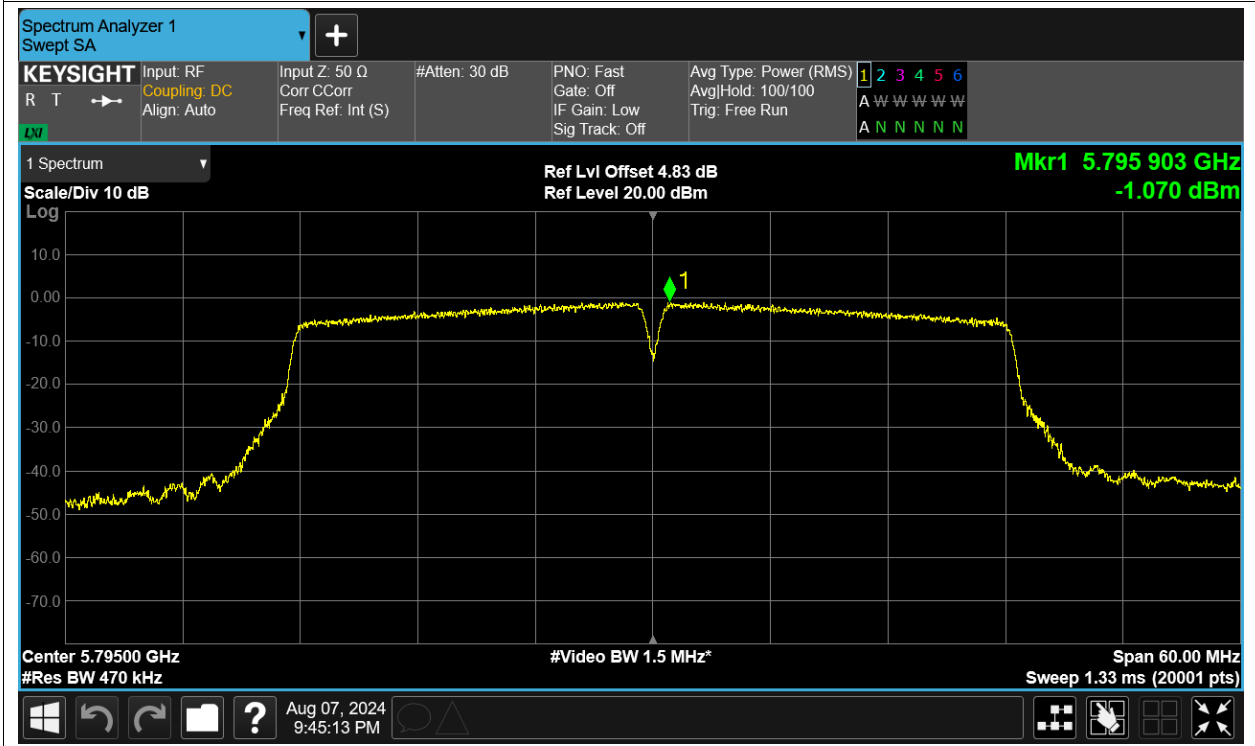 Spectrum Analyzer 1
Swept SA
+
KEYSIGHT
R T
LXI
Input: RF
Coupling: DC
Align: Auto
Input Z: 50 Ω
Corr CCorr
Freq Ref: Int (S)
#Atten: 30 dB
PNO: Fast
Gate: Off
IF Gain: Low
Sig Track: Off
Avg Type: Power (RMS)
Avg|Hold: 100/100
Trig: Free Run
1 2 3 4 5 6
A W W W W W
A N N N N N
1 Spectrum
Scale/Div 10 dB
Ref Lvl Offset 4.83 dB
Ref Level 20.00 dBm
Mkr1 5.795 903 GHz
-1.070 dBm
Log
10.0
0.00
-10.0
-20.0
-30.0
-40.0
-50.0
-60.0
-70.0
1
Center 5.79500 GHz
#Res BW 470 kHz
#Video BW 1.5 MHz*
Span 60.00 MHz
Sweep 1.33 ms (20001 pts)
?
Aug 07, 2024
9:45:13 PM